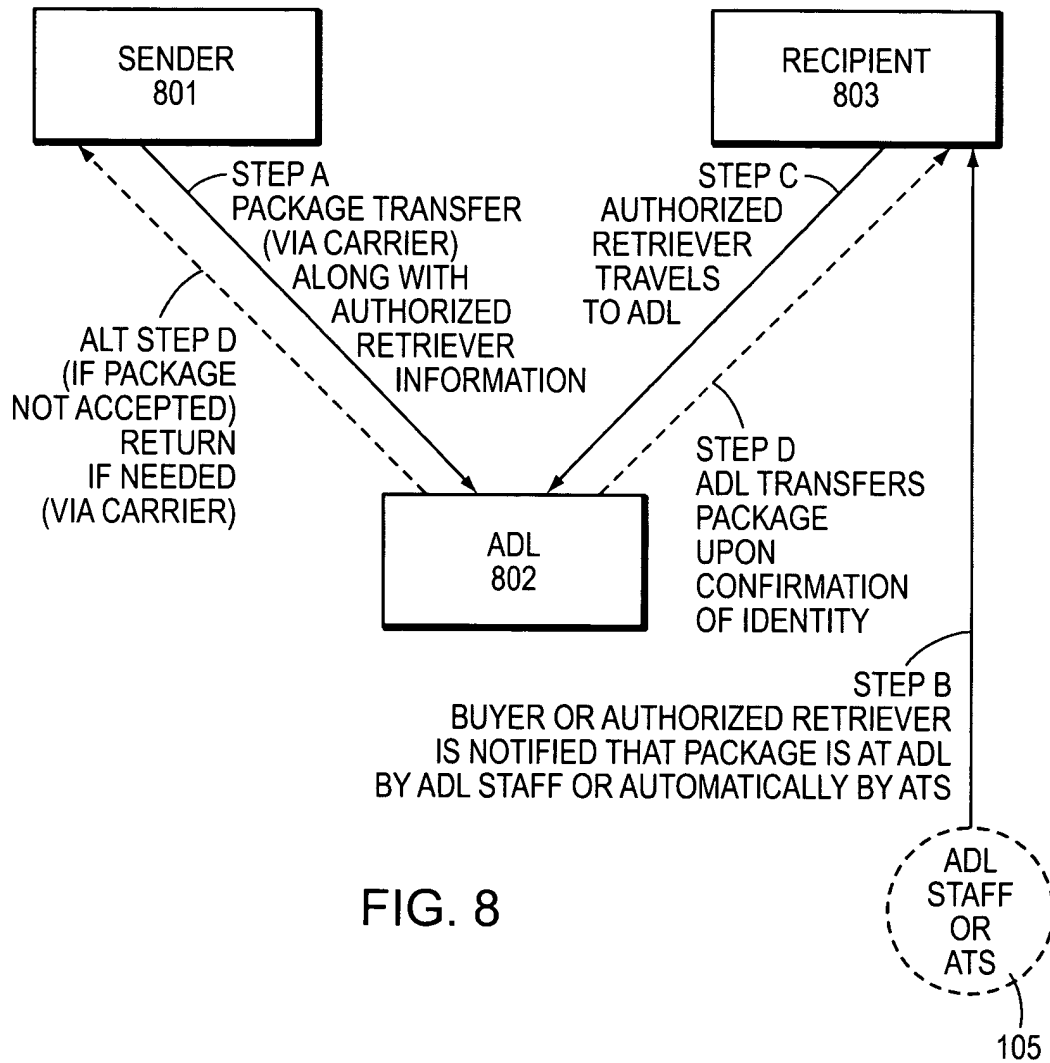 SENDER
801
RECIPIENT
803
STEP A
PACKAGE TRANSFER
(VIA CARRIER)
ALONG WITH
AUTHORIZED
RETRIEVER
INFORMATION
STEP C
AUTHORIZED
RETRIEVER
TRAVELS
TO ADL
ALT STEP D
(IF PACKAGE
NOT ACCEPTED)
RETURN
IF NEEDED
(VIA CARRIER)
ADL
802
STEP D
ADL TRANSFERS
PACKAGE
UPON
CONFIRMATION
OF IDENTITY
STEP B
BUYER OR AUTHORIZED RETRIEVER
IS NOTIFIED THAT PACKAGE IS AT ADL
BY ADL STAFF OR AUTOMATICALLY BY ATS
ADL
STAFF
OR
ATS
105
FIG. 8